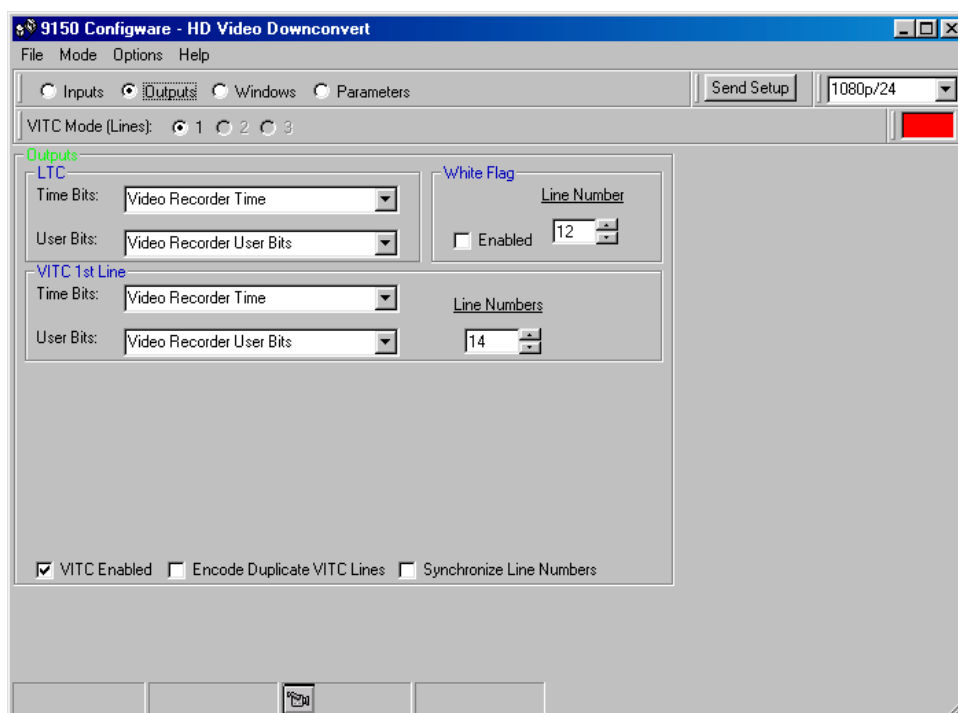 9150 Configware - HD Video Downconvert
File Mode Options Help
Inputs Outputs Windows Parameters Send Setup 1080p/24
VITC Mode (Lines): 1 2 3
Outputs
LTC
Time Bits: Video Recorder Time
User Bits: Video Recorder User Bits
White Flag
Line Number
Enabled 12
VITC 1st Line
Time Bits: Video Recorder Time
User Bits: Video Recorder User Bits
Line Numbers
14
VITC Enabled Encode Duplicate VITC Lines Synchronize Line Numbers